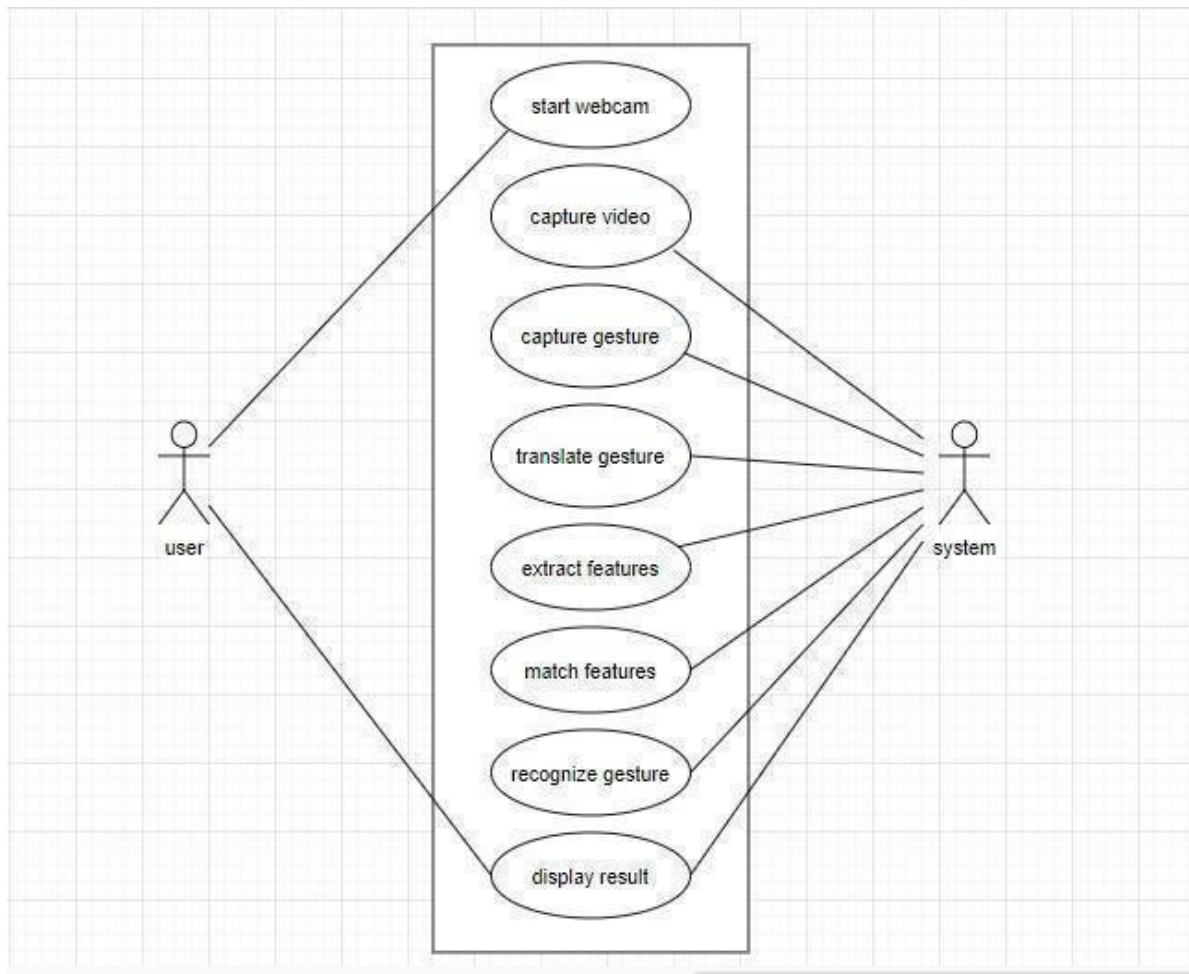 start webcam
capture video
capture gesture
translate gesture
extract features
match features
recognize gesture
display result
user
system